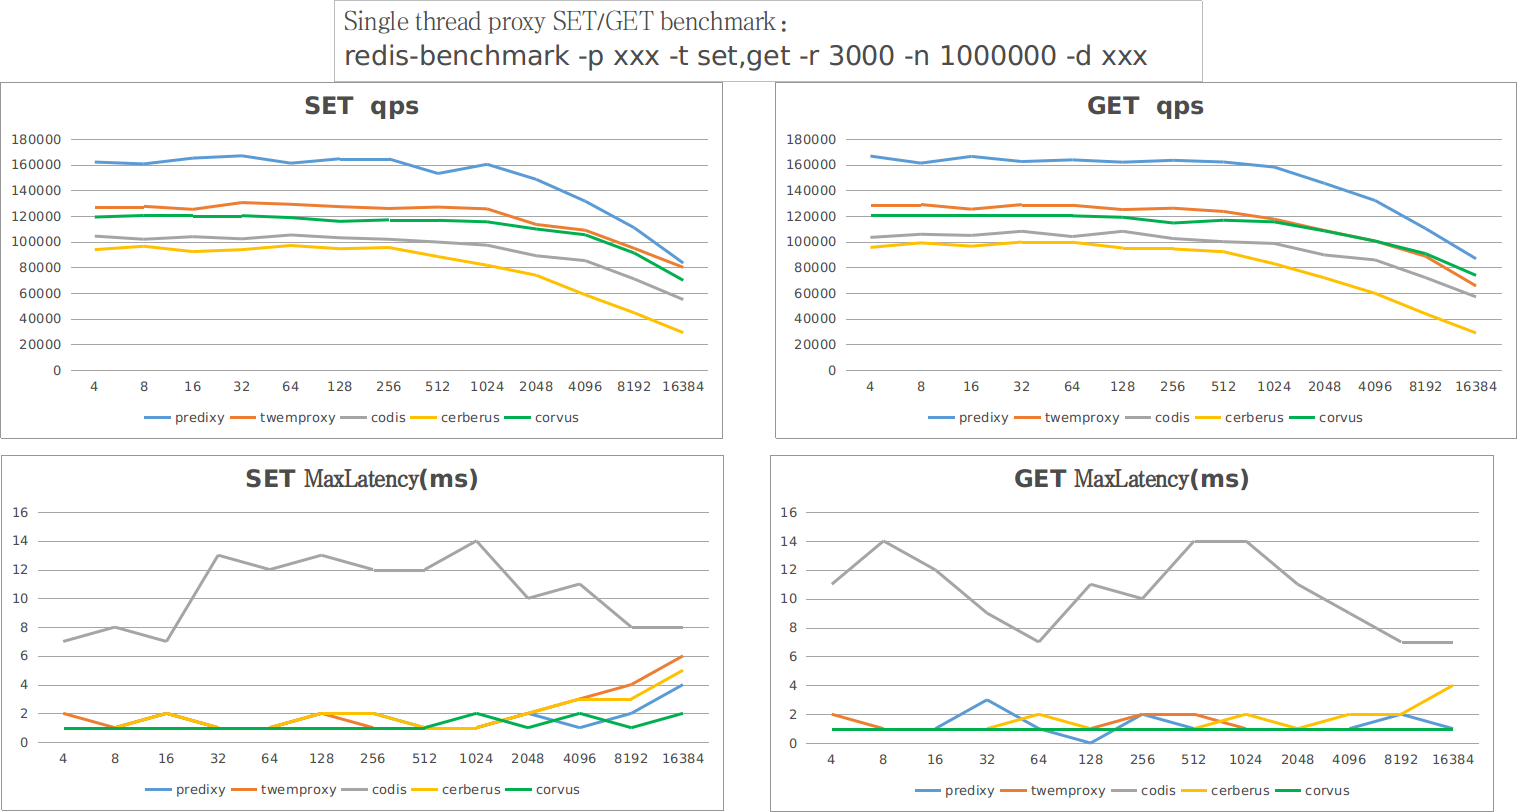 Single thread proxy SET/GET benchmark：
redis-benchmark -p xxx -t set,get -r 3000 -n 1000000 -d xxx
SET qps
180000
160000
140000
120000
100000
80000
60000
40000
20000
0
4 8 16 32 64 128 256 512 1024 2048 4096 8192 16384
predixy twemproxy codis cerberus corvus
GET qps
180000
160000
140000
120000
100000
80000
60000
40000
20000
0
4 8 16 32 64 128 256 512 1024 2048 4096 8192 16384
predixy twemproxy codis cerberus corvus
SET MaxLatency(ms)
16
14
12
10
8
6
4
2
0
4 8 16 32 64 128 256 512 1024 2048 4096 8192 16384
predixy twemproxy codis cerberus corvus
GET MaxLatency(ms)
16
14
12
10
8
6
4
2
0
4 8 16 32 64 128 256 512 1024 2048 4096 8192 16384
predixy twemproxy codis cerberus corvus